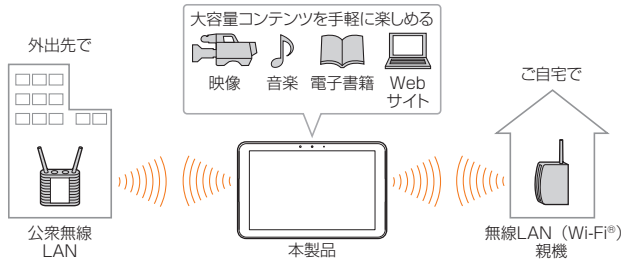 大容量コンテンツを手軽に楽しめる
映像
音楽
電子書籍
Web
サイト
外出先で
公衆無線
LAN
本製品
ご自宅で
無線LAN（Wi-Fi®）
親機